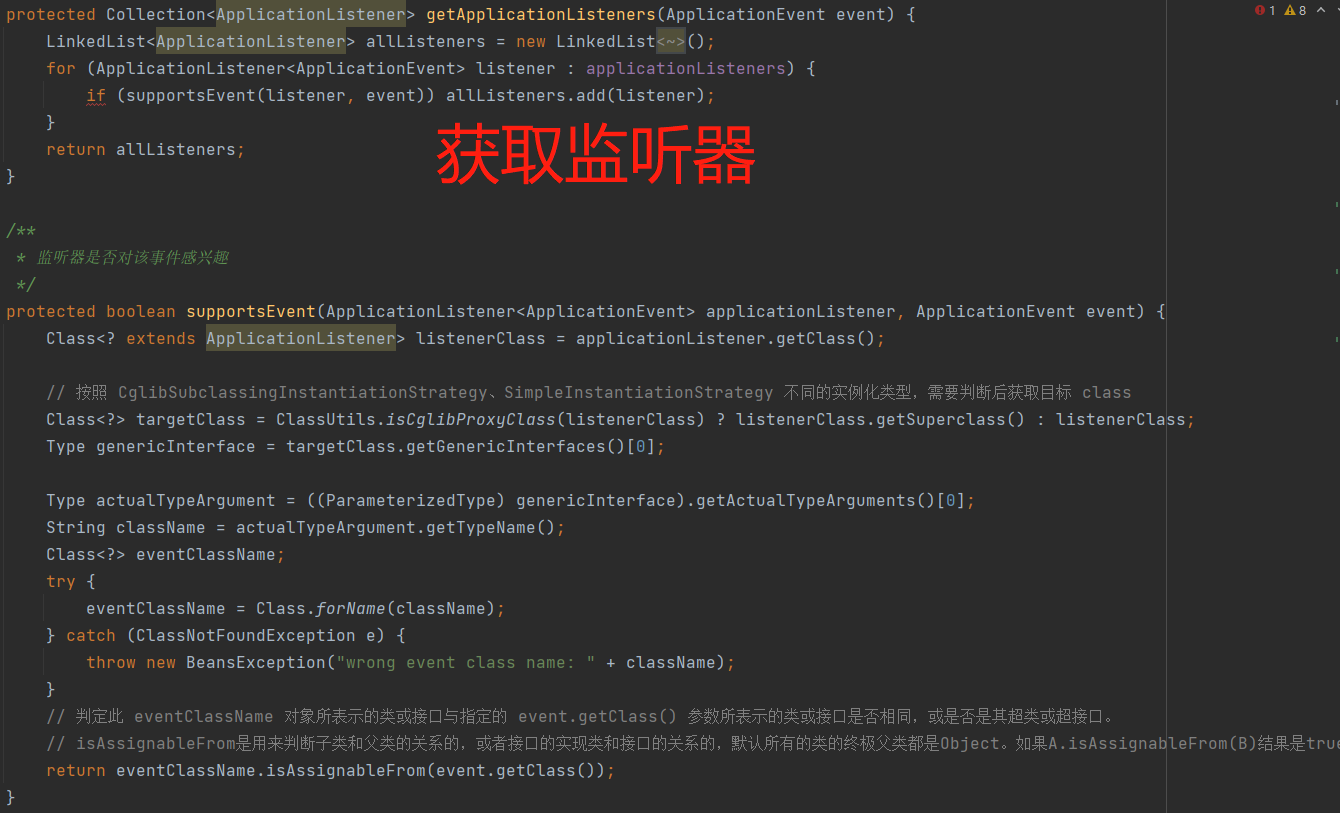 protected Collection<ApplicationListener> getApplicationListeners(ApplicationEvent event) {
1 8
LinkedList<ApplicationListener> allListeners = new LinkedList<~>();
for (ApplicationListener<ApplicationEvent> listener : applicationListeners) {
if (supportsEvent(listener, event)) allListeners.add(listener);
}
获取监听器
return allListeners;
}
/**
* 监听器是否对该事件感兴趣
*/
protected boolean supportsEvent(ApplicationListener<ApplicationEvent> applicationListener, ApplicationEvent event) {
Class<? extends ApplicationListener> listenerClass = applicationListener.getClass();
// 按照 CglibSubclassingInstantiationStrategy、SimpleInstantiationStrategy 不同的实例化类型，需要判断后获取目标 class
Class<?> targetClass = ClassUtils.isCglibProxyClass(listenerClass) ? listenerClass.getSuperclass() : listenerClass;
Type genericInterface = targetClass.getGenericInterfaces()[0];
Type actualTypeArgument = ((ParameterizedType) genericInterface).getActualTypeArguments()[0];
String className = actualTypeArgument.getTypeName();
Class<?> eventClassName;
try {
eventClassName = Class.forName(className);
} catch (ClassNotFoundException e) {
throw new BeansException("wrong event class name: " + className);
}
// 判定此 eventClassName 对象所表示的类或接口与指定的 event.getClass() 参数所表示的类或接口是否相同，或是否是其超类或超接口。
// isAssignableFrom是用来判断子类和父类的关系的，或者接口的实现类和接口的关系的，默认所有的类的终极父类都是Object。如果A.isAssignableFrom(B)结果是true
return eventClassName.isAssignableFrom(event.getClass());
}